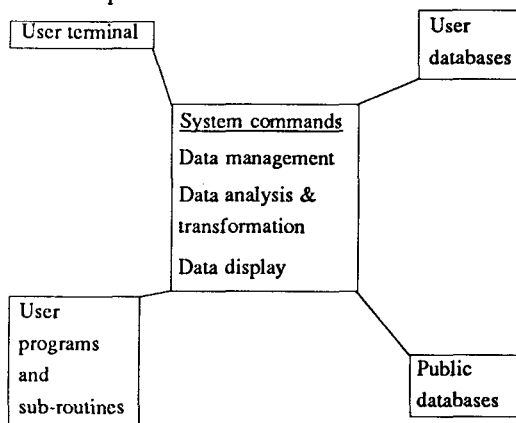 User terminal
User
databases
System commands
Data management
Data analysis &
transformation
Data display
User
programs
and
sub-routines
Public
databases